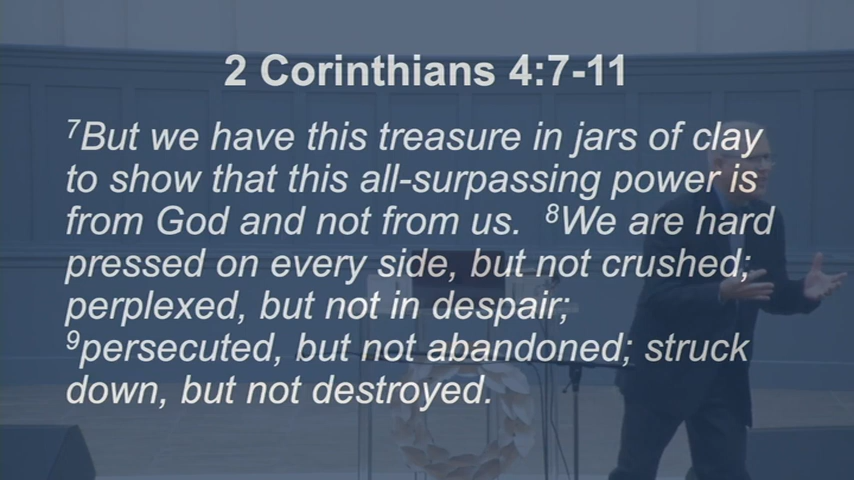 2 Corinthians 4:7-11
⁷But we have this treasure in jars of clay
to show that this all-surpassing power is
from God and not from us. ⁸We are hard
pressed on every side, but not crushed;
perplexed, but not in despair;
⁹persecuted, but not abandoned; struck
down, but not destroyed.